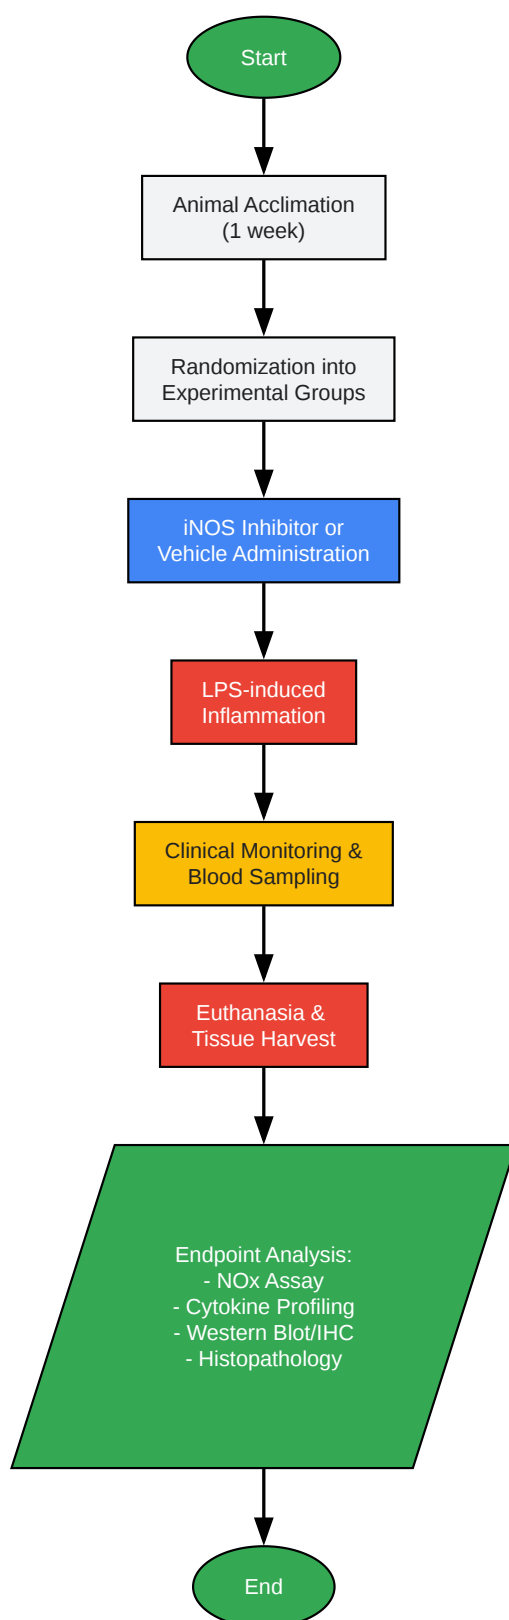 Start
Animal Acclimation
(1 week)
Randomization into
Experimental Groups
iNOS Inhibitor or
Vehicle Administration
LPS-induced
Inflammation
Clinical Monitoring &
Blood Sampling
Euthanasia &
Tissue Harvest
Endpoint Analysis:
- NOx Assay
- Cytokine Profiling
- Western Blot/IHC
- Histopathology
End